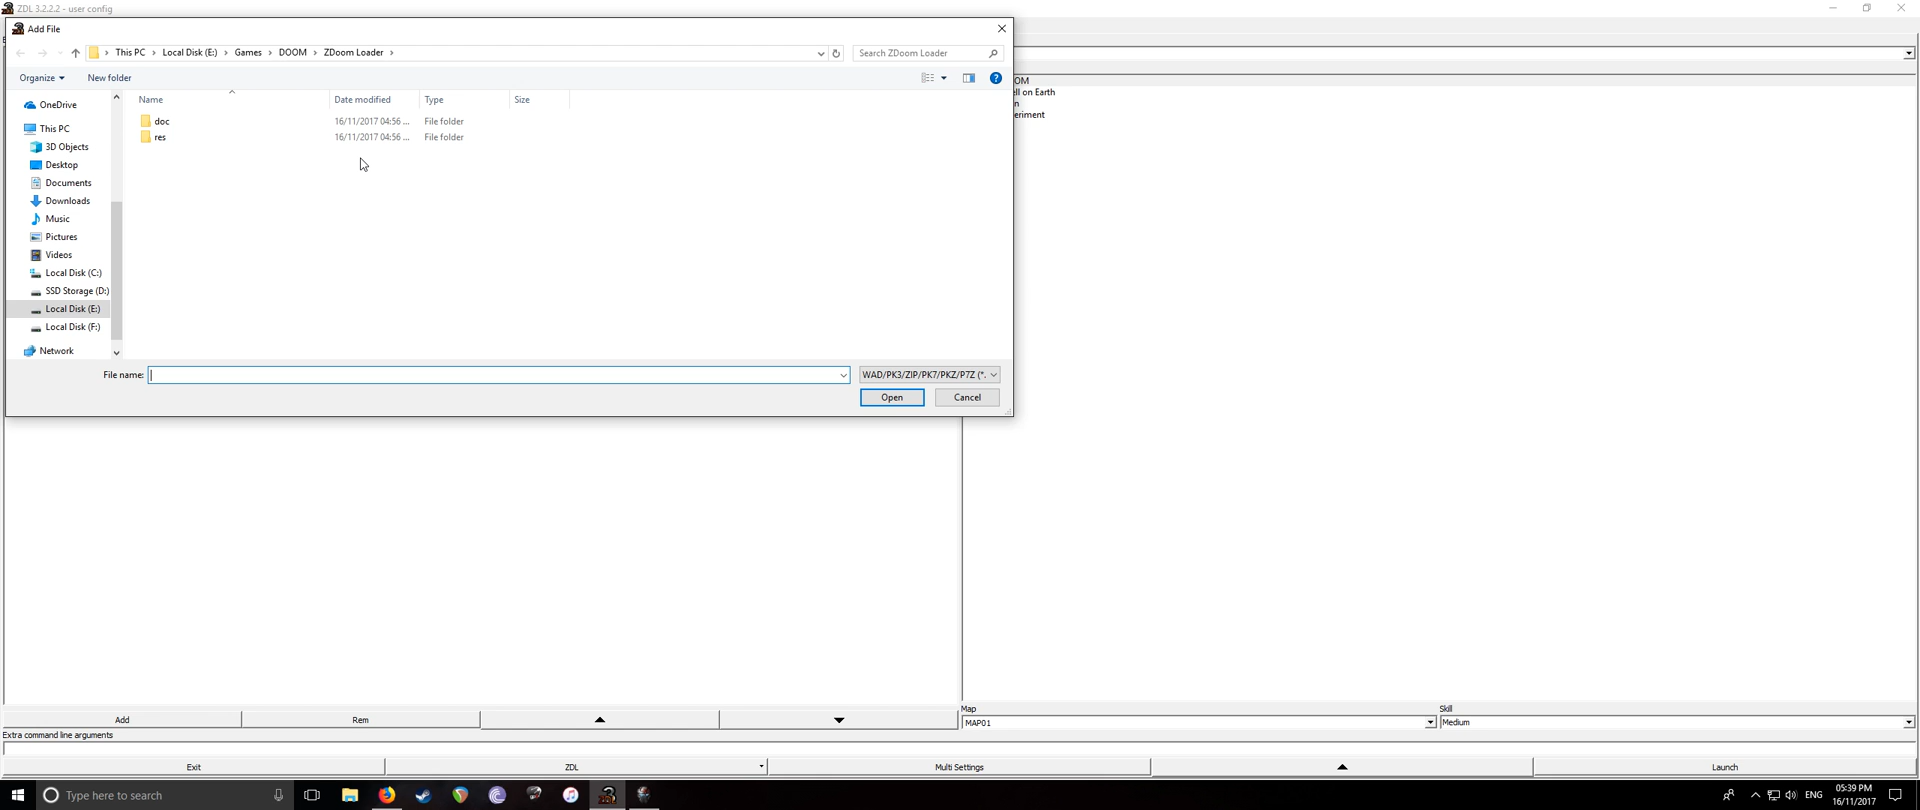 ZDL 3.2.2.2 - user config
Add File
This PC > Local Disk (E:) > Games > DOOM > ZDoom Loader >
Search ZDoom Loader
Organize
New folder
Name
Date modified
Type
Size
OneDrive
This PC
3D Objects
Desktop
Documents
Downloads
Music
Pictures
Videos
Local Disk (C:)
SSD Storage (D:)
Local Disk (E:)
Local Disk (F:)
Network
doc
16/11/2017 04:56 ...
File folder
res
16/11/2017 04:56 ...
File folder
File name:
WAD/PK3/ZIP/PK7/PKZ/P7Z (*.
Open
Cancel
OM
ell on Earth
n
eriment
Add
Rem
Map
Skill
MAP01
Medium
Extra command line arguments
Exit
ZDL
Multi Settings
Launch
Type here to search
ENG
05:39 PM
16/11/2017